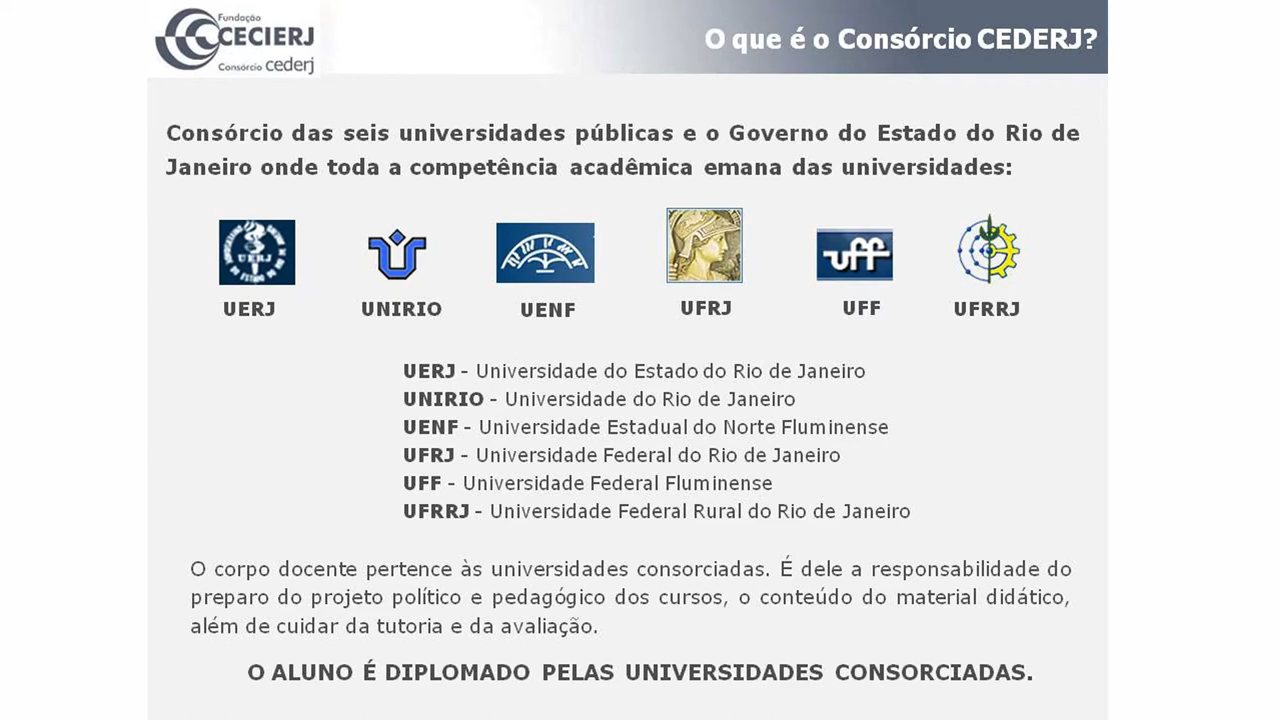 Fundação
CECIERJ
Consórcio cederj
O que é o Consórcio CEDERJ?
Consórcio das seis universidades públicas e o Governo do Estado do Rio de
Janeiro onde toda a competência acadêmica emana das universidades:
UERJ
uff
UERJ UNIRIO UENF UFRJ UFF UFRRJ
UERJ - Universidade do Estado do Rio de Janeiro
UNIRIO - Universidade do Rio de Janeiro
UENF - Universidade Estadual do Norte Fluminense
UFRJ - Universidade Federal do Rio de Janeiro
UFF - Universidade Federal Fluminense
UFRRJ - Universidade Federal Rural do Rio de Janeiro
O corpo docente pertence às universidades consorciadas. É dele a responsabilidade do
preparo do projeto político e pedagógico dos cursos, o conteúdo do material didático,
além de cuidar da tutoria e da avaliação.
O ALUNO É DIPLOMADO PELAS UNIVERSIDADES CONSORCIADAS.